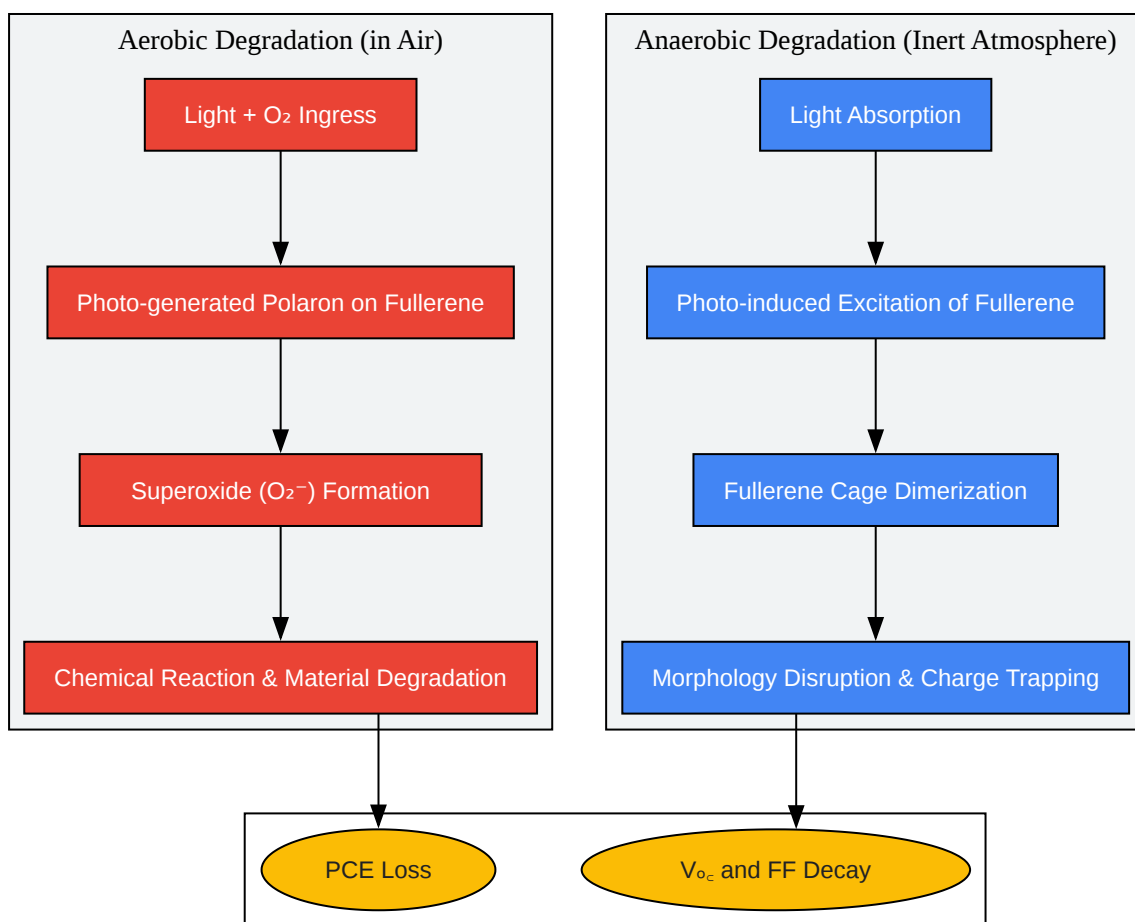 Aerobic Degradation (in Air)
Light + O₂ Ingress
Photo-generated Polaron on Fullerene
Superoxide (O₂⁻) Formation
Chemical Reaction & Material Degradation
Anaerobic Degradation (Inert Atmosphere)
Light Absorption
Photo-induced Excitation of Fullerene
Fullerene Cage Dimerization
Morphology Disruption & Charge Trapping
PCE Loss
Vₒ꜀ and FF Decay